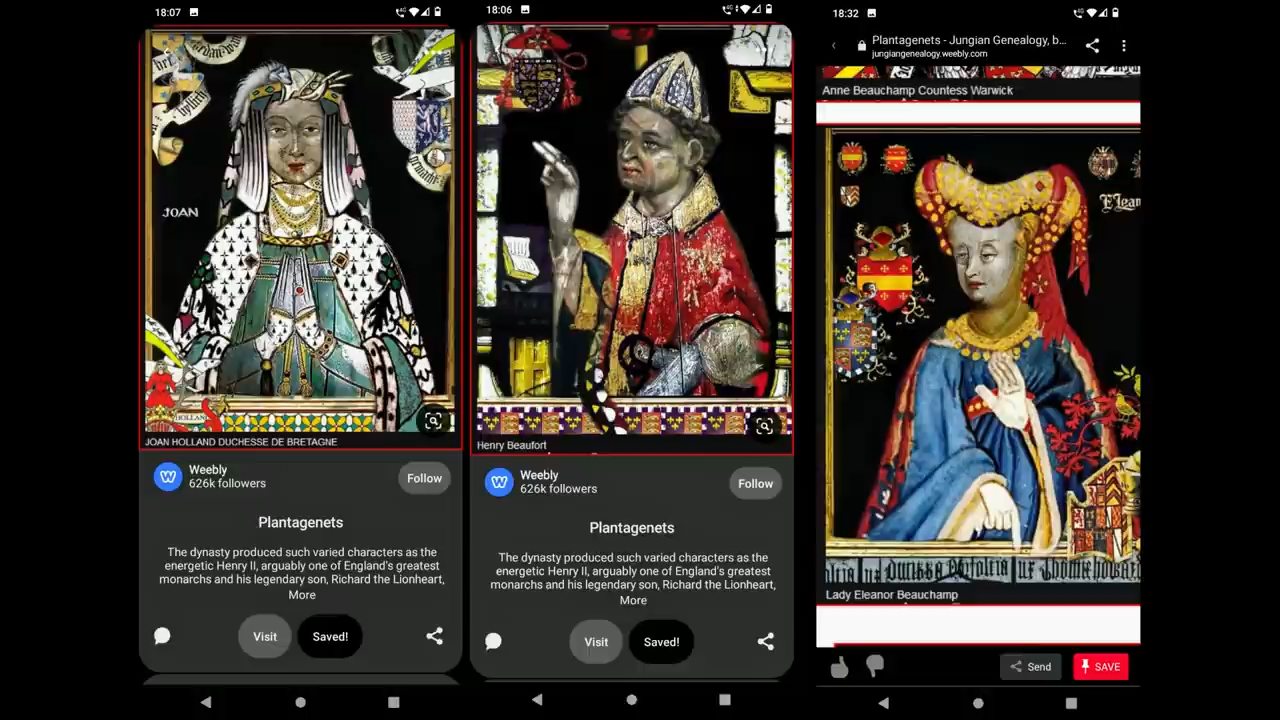 18:07
JOAN
HOLLAND
JOAN HOLLAND DUCHESSE DE BRETAGNE
Weebly
626k followers
Follow
Plantagenets
The dynasty produced such varied characters as the
energetic Henry II, arguably one of England's greatest
monarchs and his legendary son, Richard the Lionheart,
More
Visit
Saved!
18:06
Henry Beaufort
Weebly
626k followers
Follow
Plantagenets
The dynasty produced such varied characters as the
energetic Henry II, arguably one of England's greatest
monarchs and his legendary son, Richard the Lionheart,
More
Visit
Saved!
18:32
Plantagenets - Jungian Genealogy, b...
jungiangenealogy.weebly.com
Anne Beauchamp Countess Warwick
Elean
Lady Eleanor Beauchamp
Send
SAVE